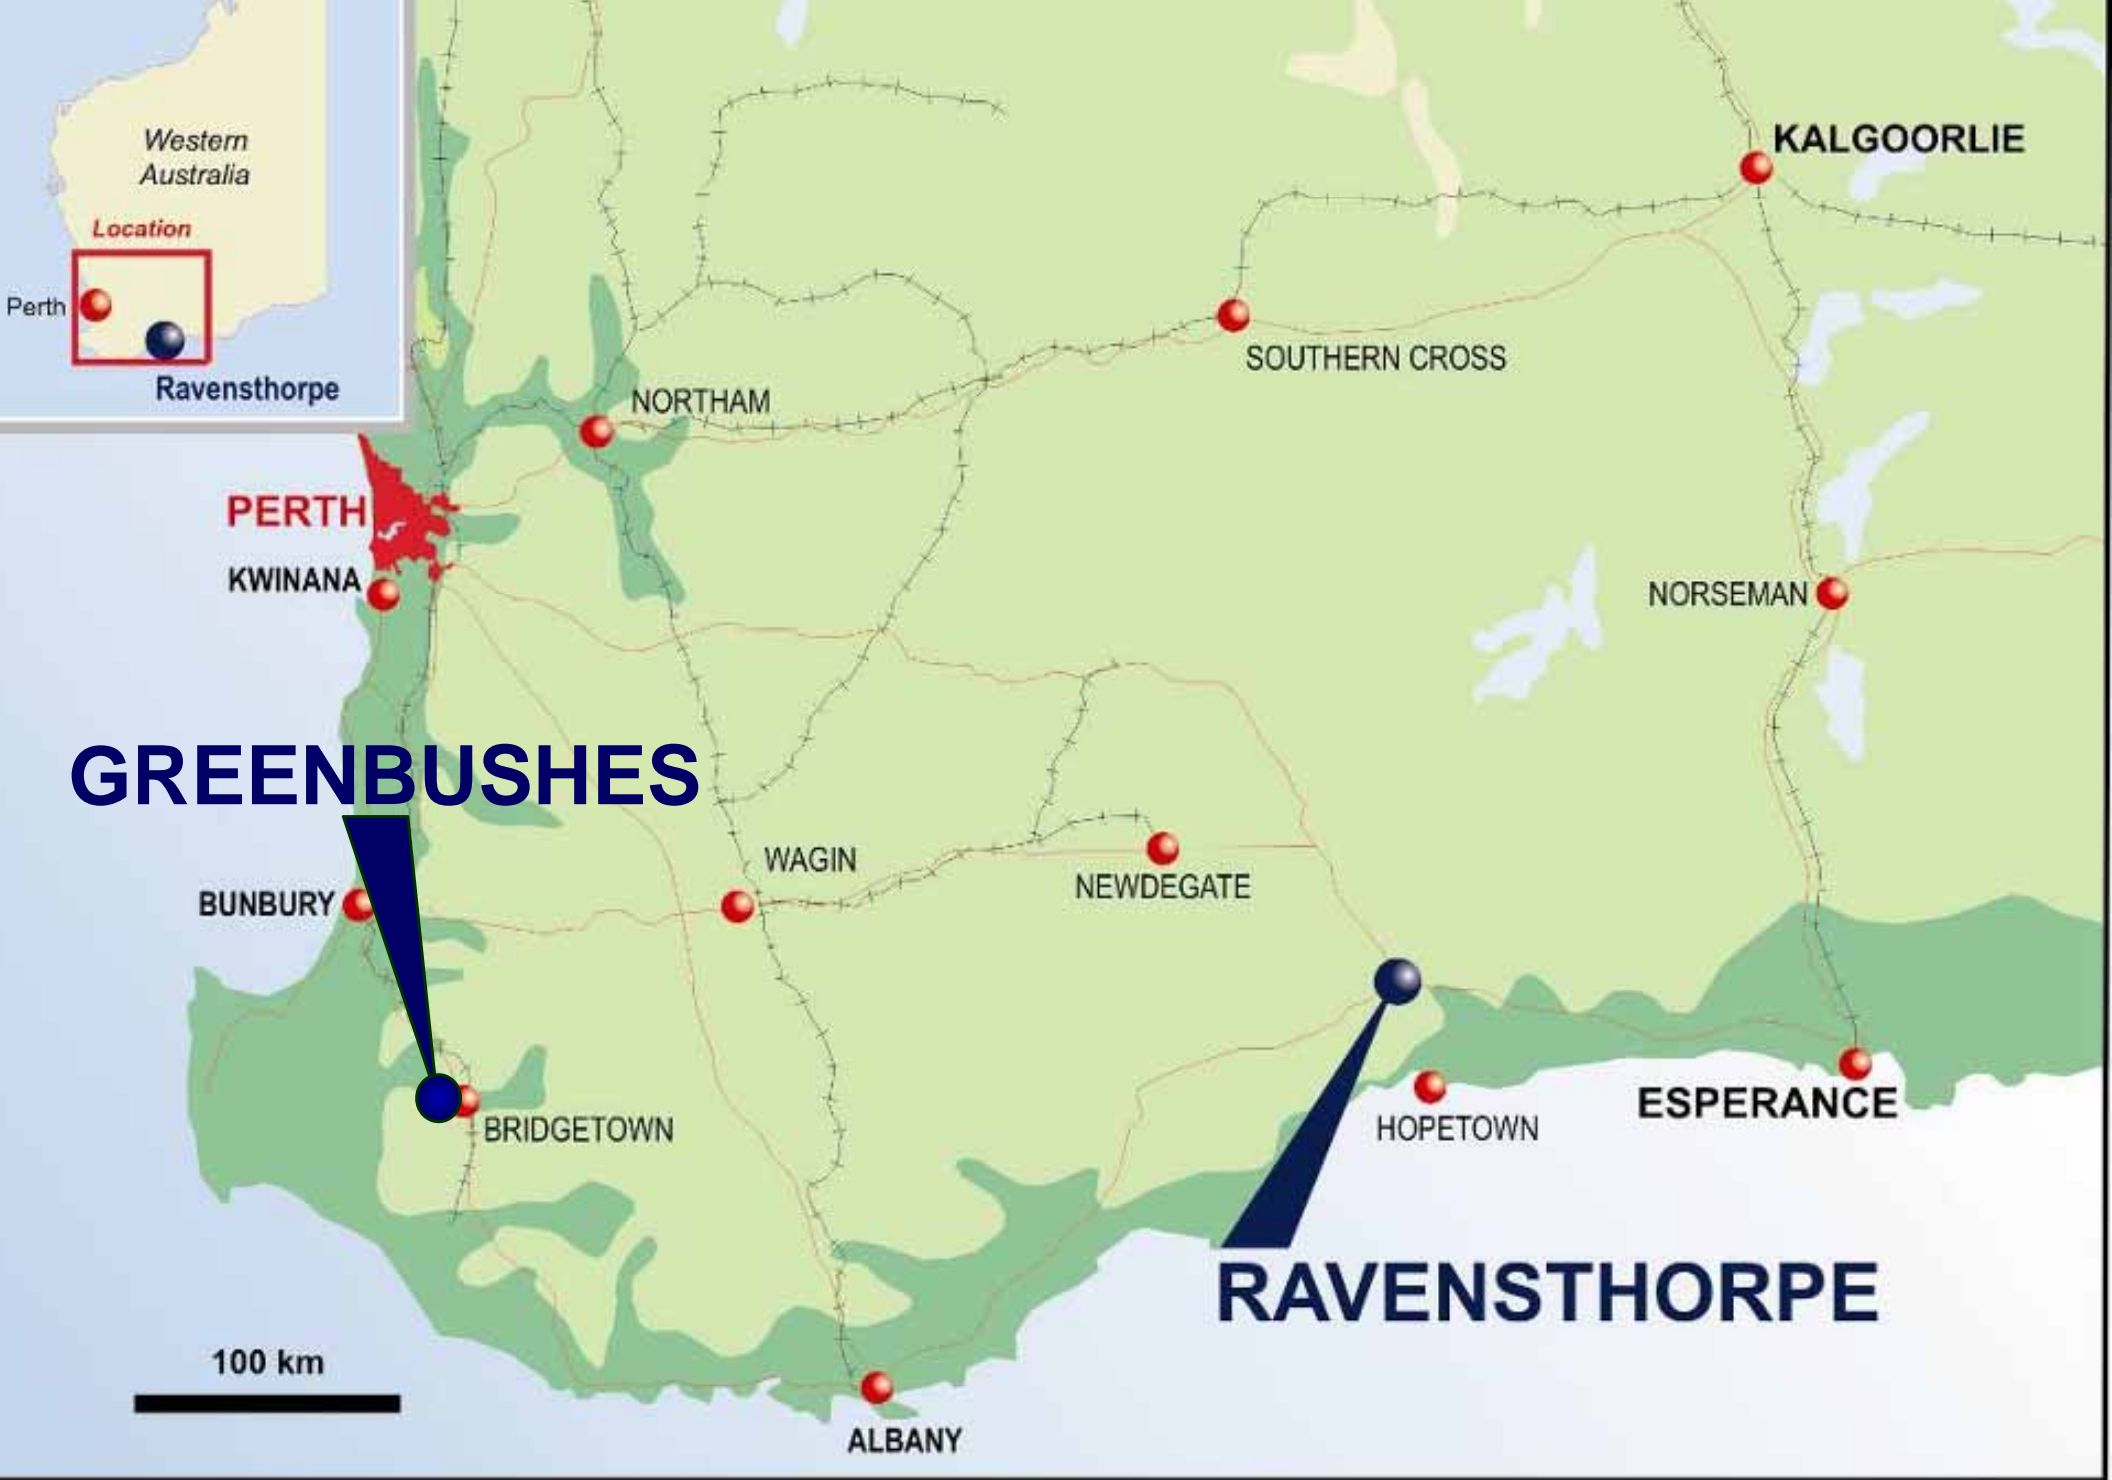 Western
Australia
Location
Perth
Ravensthorpe
KALGOORLIE
SOUTHERN CROSS
NORTHAM
PERTH
KWINANA
NORSEMAN
GREENBUSHES
WAGIN
NEWDEGATE
BUNBURY
ESPERANCE
BRIDGETOWN
HOPETOWN
RAVENSTHORPE
100 km
ALBANY